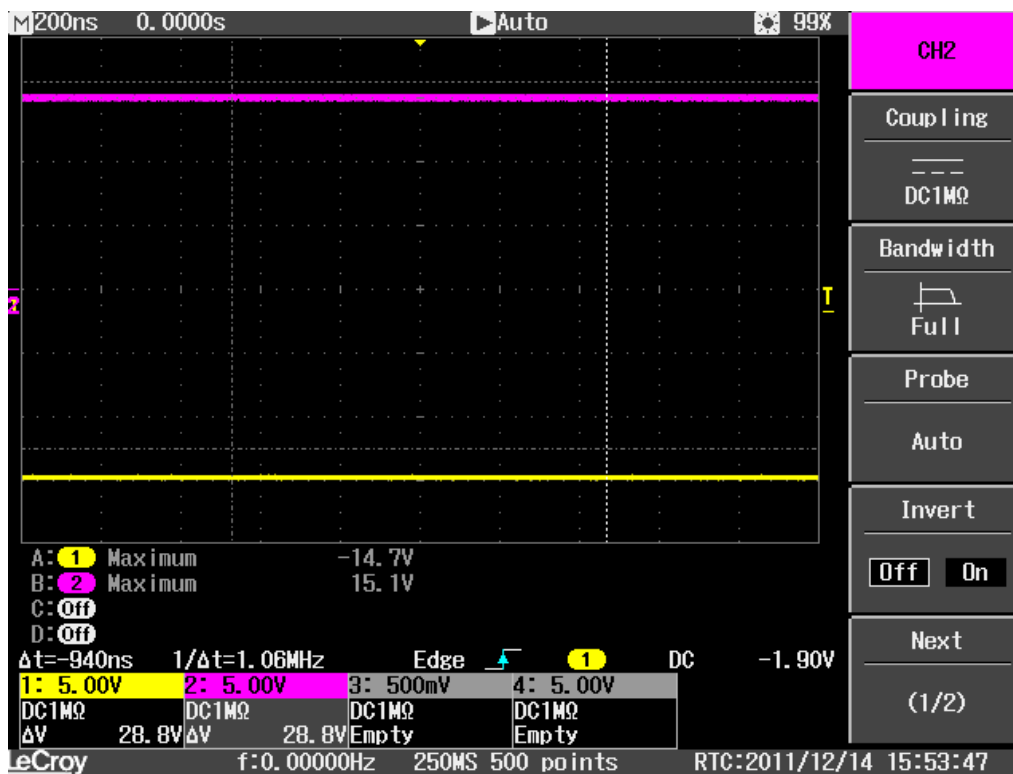 M 200ns 0.0000s Auto 99%
CH2
Coupling
DC1MΩ
Bandwidth
Full
Probe
Auto
Invert
Off On
Next
(1/2)
T
A: 1 Maximum -14.7V
B: 2 Maximum 15.1V
C: Off
D: Off
Δt=-940ns 1/Δt=1.06MHz Edge 1 DC -1.90V
1: 5.00V 2: 5.00V 3: 500mV 4: 5.00V
DC1MΩ DC1MΩ DC1MΩ DC1MΩ
ΔV 28.8V ΔV 28.8V Empty Empty
LeCroy f:0.00000Hz 250MS 500 points RTC:2011/12/14 15:53:47